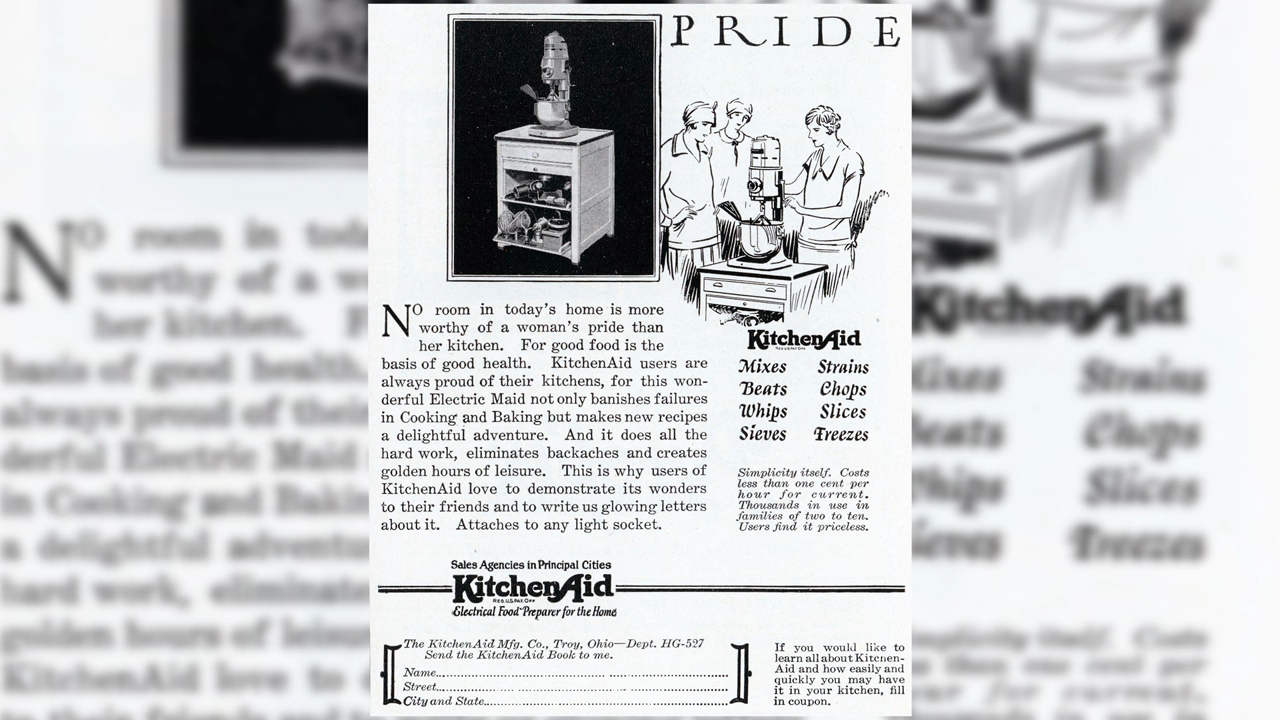 PRIDE
NO room in today's home is more
worthy of a woman's pride than
her kitchen. For good food is the
basis of good health. KitchenAid users are
always proud of their kitchens, for this won-
derful Electric Maid not only banishes failures
in Cooking and Baking but makes new recipes
a delightful adventure. And it does all the
hard work, eliminates backaches and creates
golden hours of leisure. This is why users of
KitchenAid love to demonstrate its wonders
to their friends and to write us glowing letters
about it. Attaches to any light socket.
KitchenAid
REG. U.S. PAT. OFF.
Mixes Strains
Beats Chops
Whips Slices
Sieves Freezes
Simplicity itself. Costs
less than one cent per
hour for current.
Thousands in use in
families of two to ten.
Users find it priceless.
Sales Agencies in Principal Cities
KitchenAid
REG. U.S. PAT. OFF.
Electrical Food Preparer for the Home
The KitchenAid Mfg. Co., Troy, Ohio—Dept. HG-527
Send the KitchenAid Book to me.
Name
Street
City and State
If you would like to
learn all about Kitchen-
Aid and how easily and
quickly you may have
it in your kitchen, fill
in coupon.